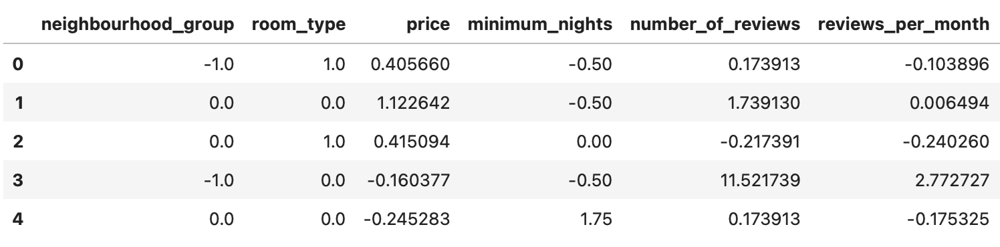 neighbourhood_group room_type price minimum_nights number_of_reviews reviews_per_month
0 -1.0 1.0 0.405660 -0.50 0.173913 -0.103896
1 0.0 0.0 1.122642 -0.50 1.739130 0.006494
2 0.0 1.0 0.415094 0.00 -0.217391 -0.240260
3 -1.0 0.0 -0.160377 -0.50 11.521739 2.772727
4 0.0 0.0 -0.245283 1.75 0.173913 -0.175325